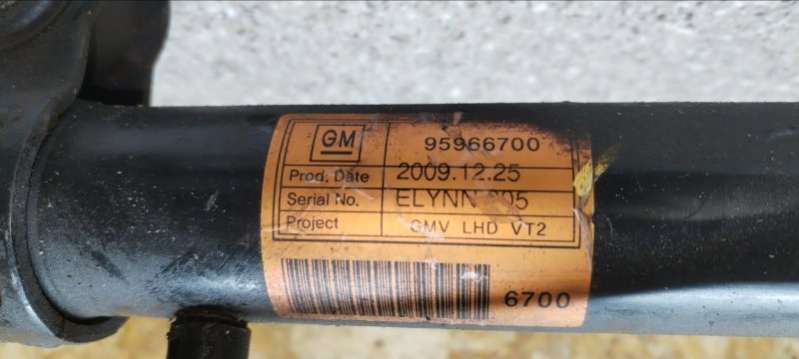 GM 95966700
Prod. Date 2009.12.25
Serial No. ELYNN
Project GMV LHD VT2
6700